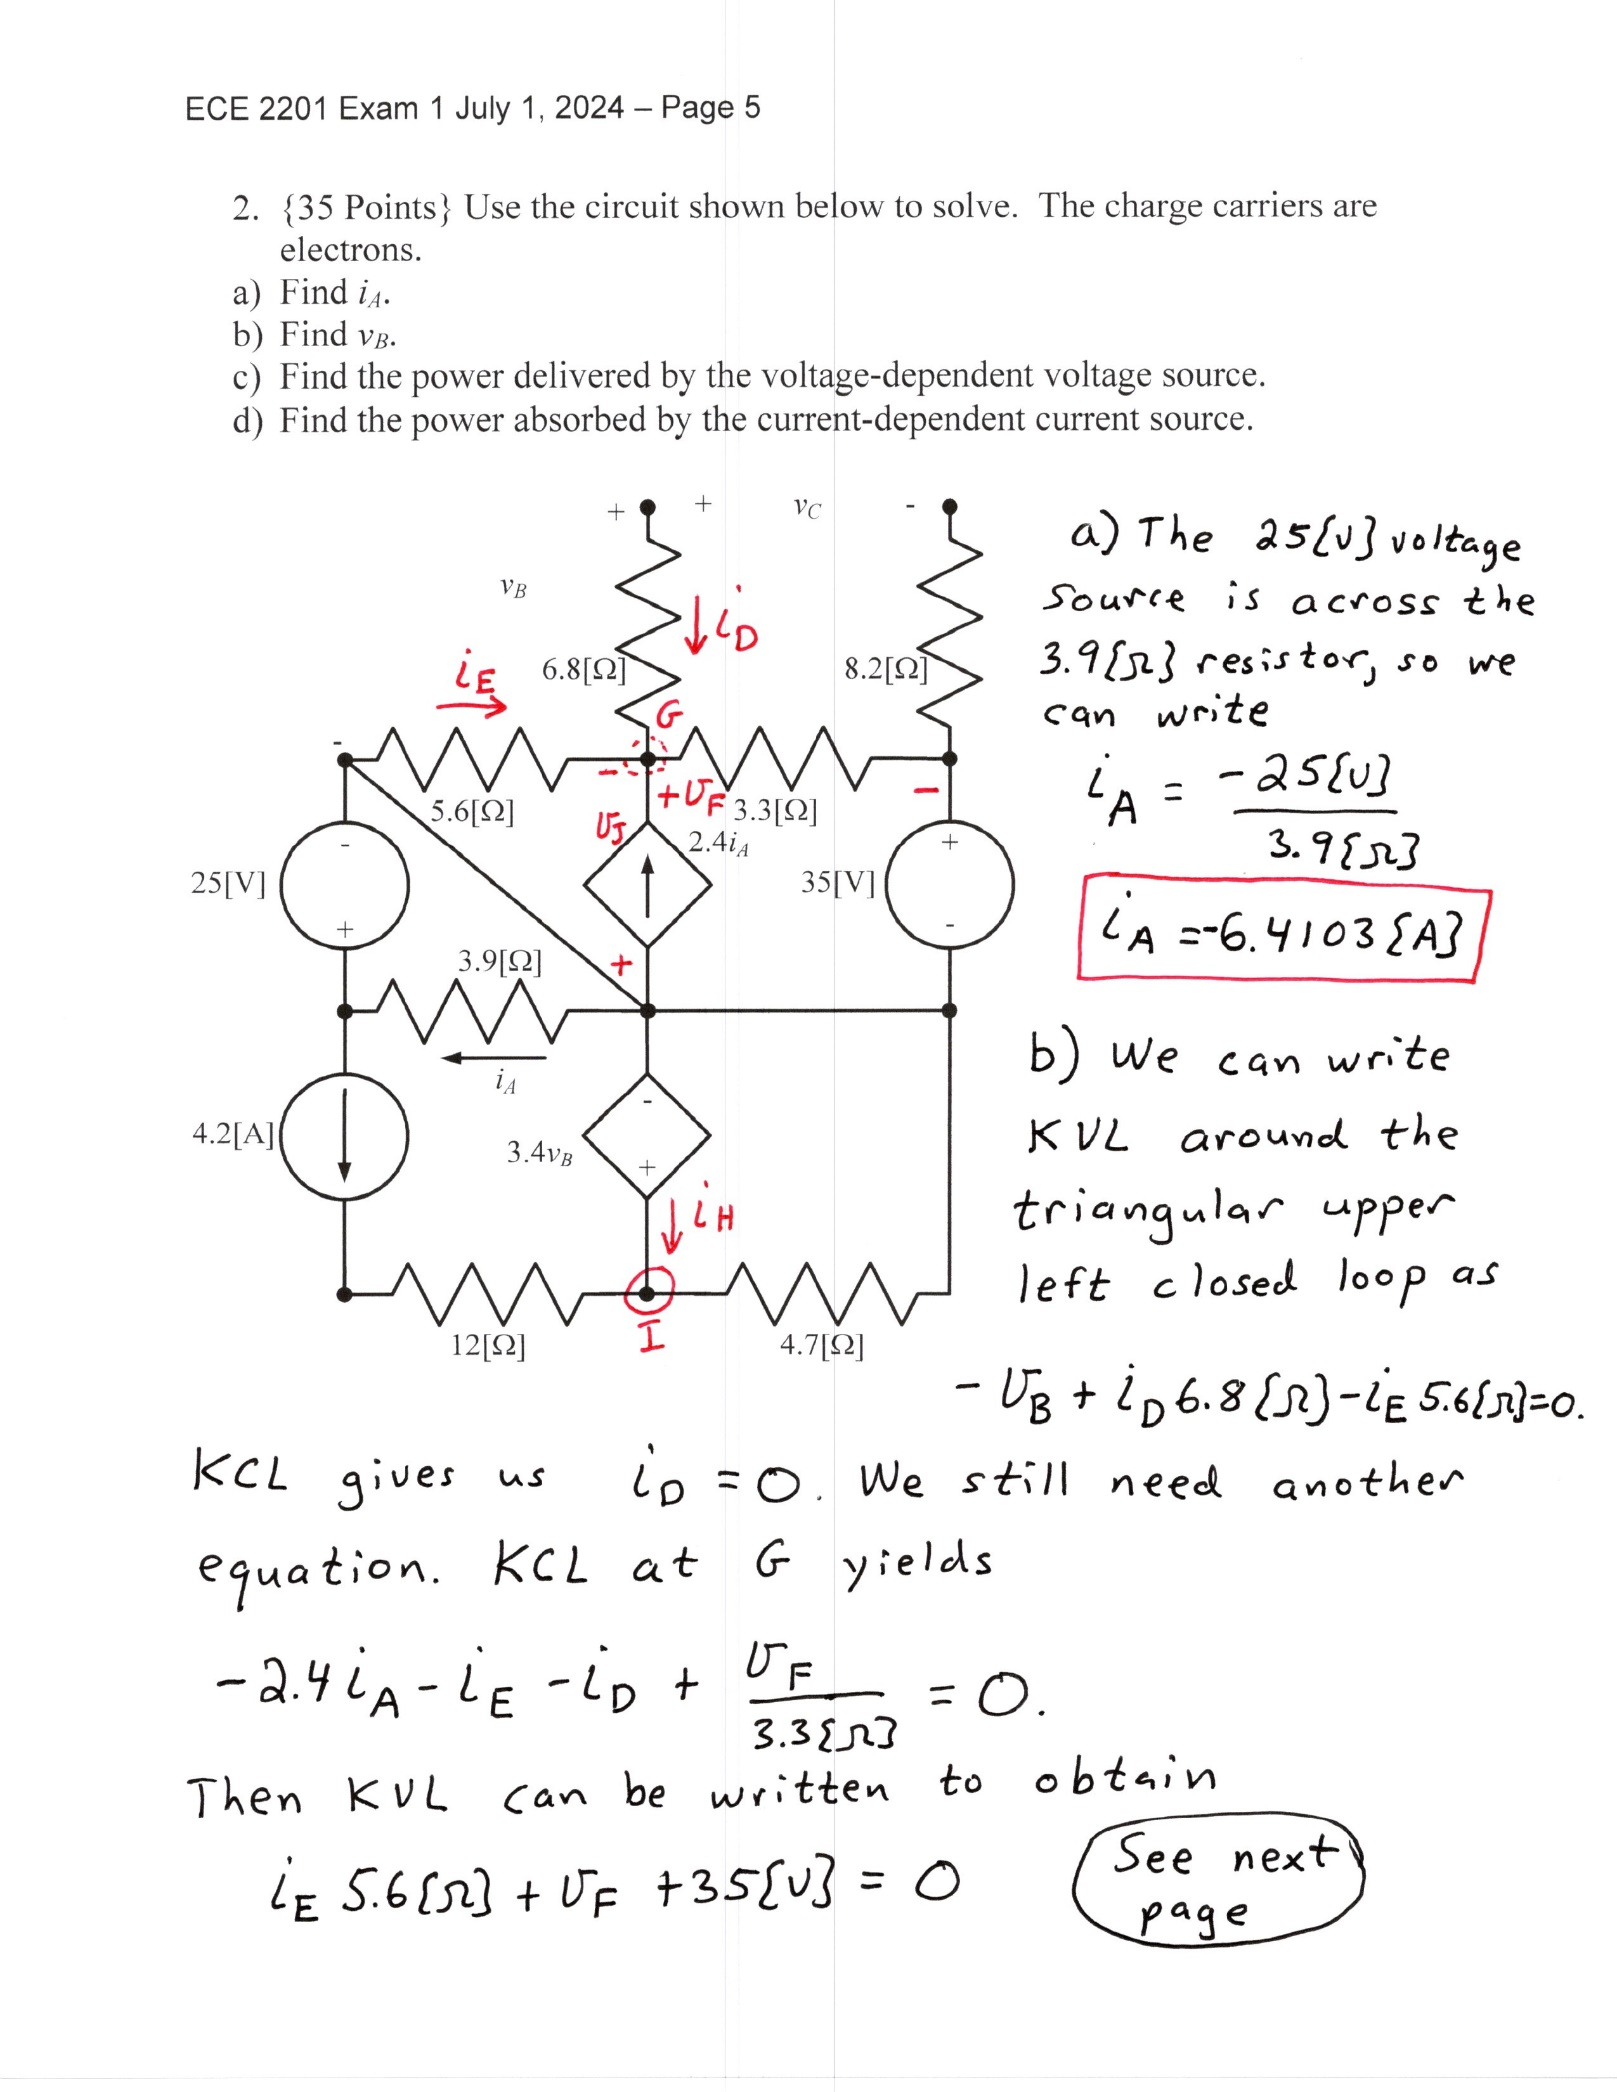 ECE 2201 Exam 1 July 1, 2024 – Page 5
2. {35 Points} Use the circuit shown below to solve. The charge carriers are
electrons.
a) Find iA.
b) Find vB.
c) Find the power delivered by the voltage-dependent voltage source.
d) Find the power absorbed by the current-dependent current source.
+ + vC -
vB
iD
iE
6.8[Ω]
8.2[Ω]
G
-
-
+ vF
-
5.6[Ω]
3.3[Ω]
vJ
2.4iA
-
+
25[V]
35[V]
+
-
3.9[Ω]
+
iA
4.2[A]
-
3.4vB
+
iH
I
12[Ω]
4.7[Ω]
a) The 25[V] voltage
source is across the
3.9[Ω] resistor, so we
can write
iA = -25[V]
3.9[Ω]
iA =-6.4103[A]
b) We can write
KVL around the
triangular upper
left closed loop as
- vB + iD 6.8[Ω] - iE 5.6[Ω]=0.
KCL gives us iD = 0. We still need another
equation. KCL at G yields
-2.4 iA - iE - iD + vF
3.3[Ω] = 0.
Then KVL can be written to obtain
iE 5.6[Ω] + vF +35[V] = 0
See next
page